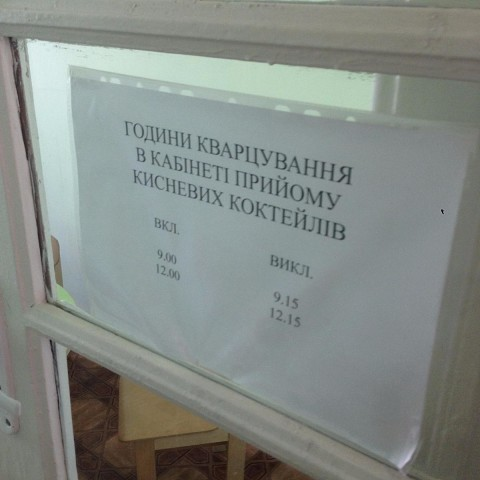 ГОДИНИ КВАРЦУВАННЯ
В КАБІНЕТІ ПРИЙОМУ
КИСНЕВИХ КОКТЕЙЛІВ
ВКЛ. ВИКЛ.
9.00 9.15
12.00 12.15